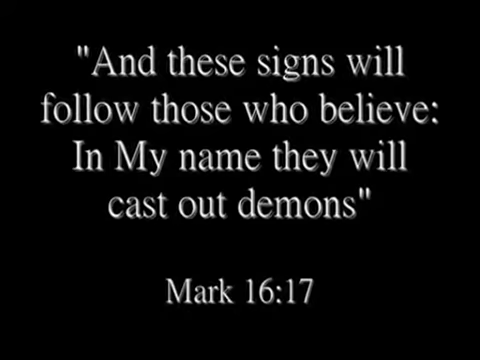 "And these signs will
follow those who believe:
In My name they will
cast out demons"
Mark 16:17